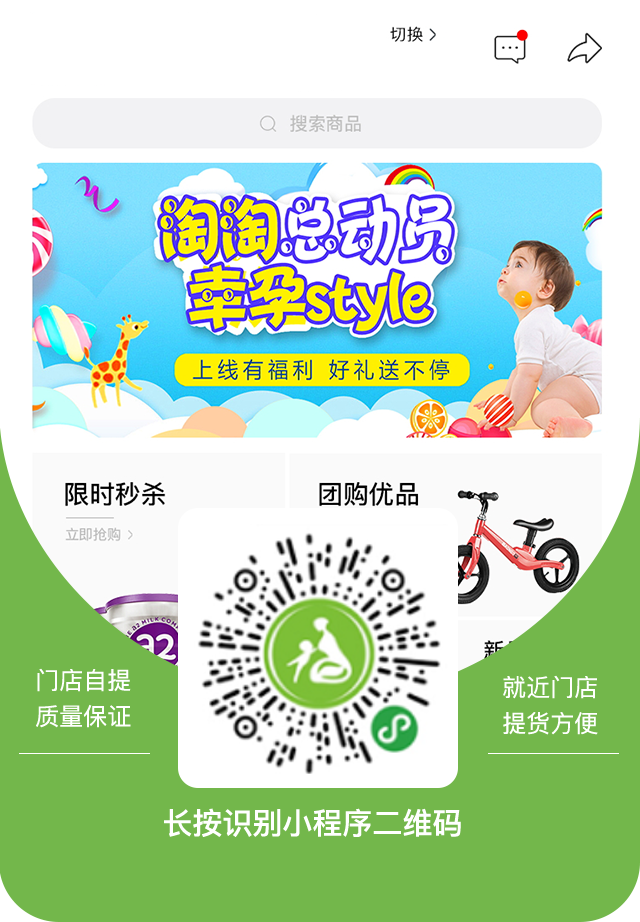 切换
搜索商品
淘淘总动员
幸孕style
上线有福利 好礼送不停
限时秒杀
立即抢购
团购优品
a2
新
门店自提
质量保证
就近门店
提货方便
长按识别小程序二维码